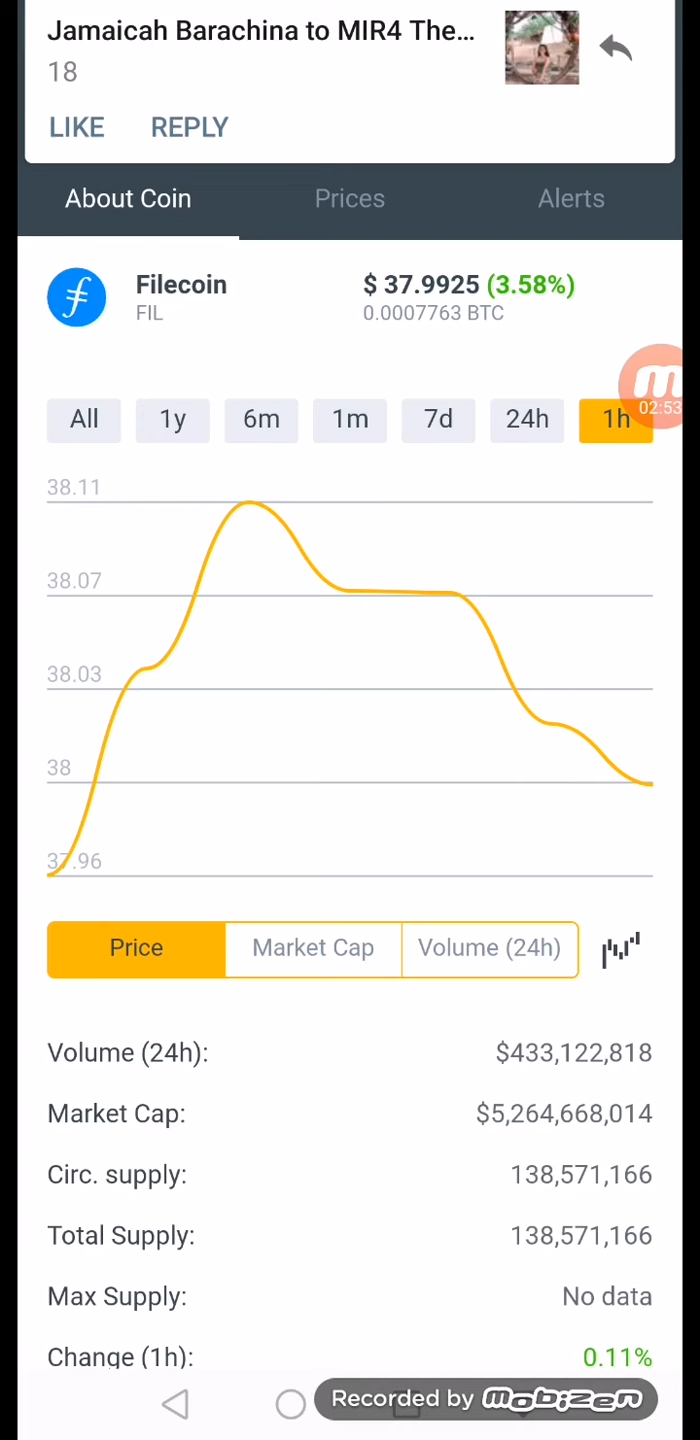 Jamaicah Barachina to MIR4 The...
18
LIKE REPLY
About Coin Prices Alerts
Filecoin $ 37.9925 (3.58%)
FIL 0.0007763 BTC
02:53
All 1y 6m 1m 7d 24h 1h
38.11
38.07
38.03
38
37.96
Price Market Cap Volume (24h)
Volume (24h): $433,122,818
Market Cap: $5,264,668,014
Circ. supply: 138,571,166
Total Supply: 138,571,166
Max Supply: No data
Change (1h): 0.11%
Recorded by mobizen